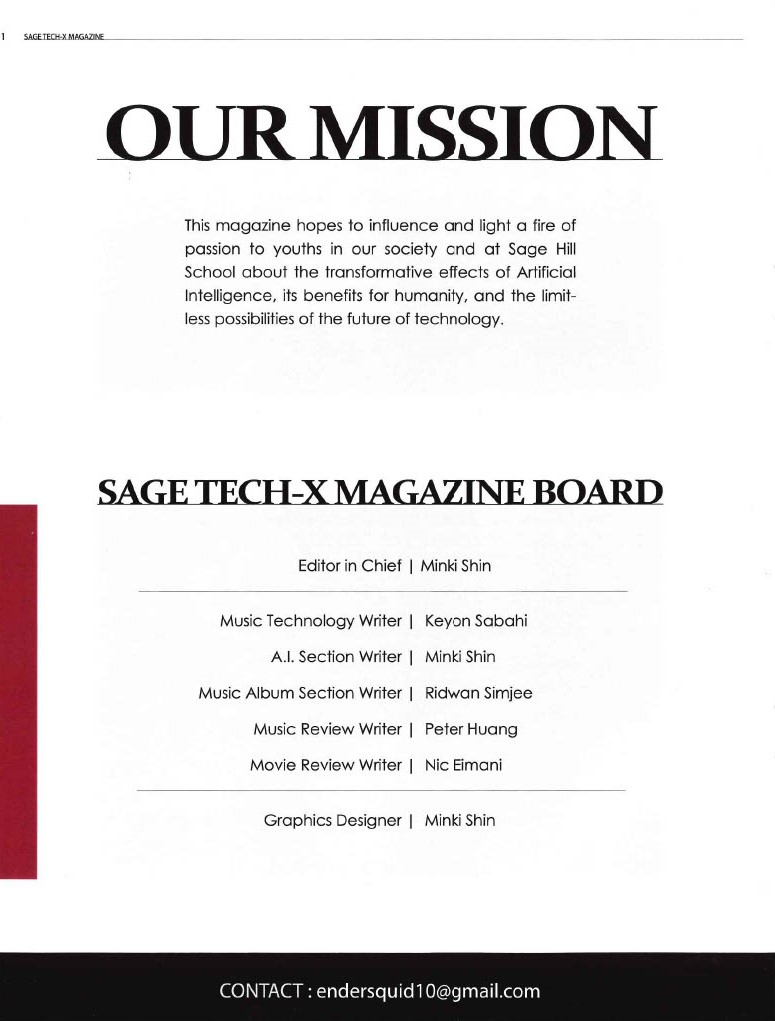 1 SAGE TECH-X MAGAZINE
OUR MISSION
This magazine hopes to influence and light a fire of
passion to youths in our society cnd at Sage Hill
School about the transformative effects of Artificial
Intelligence, its benefits for humanity, and the limit-
less possibilities of the future of technology.
SAGE TECH-X MAGAZINE BOARD
Editor in Chief | Minki Shin
Music Technology Writer | Keyon Sabahi
A.I. Section Writer | Minki Shin
Music Album Section Writer | Ridwan Simjee
Music Review Writer | Peter Huang
Movie Review Writer | Nic Eimani
Graphics Designer | Minki Shin
CONTACT : endersquid10@gmail.com